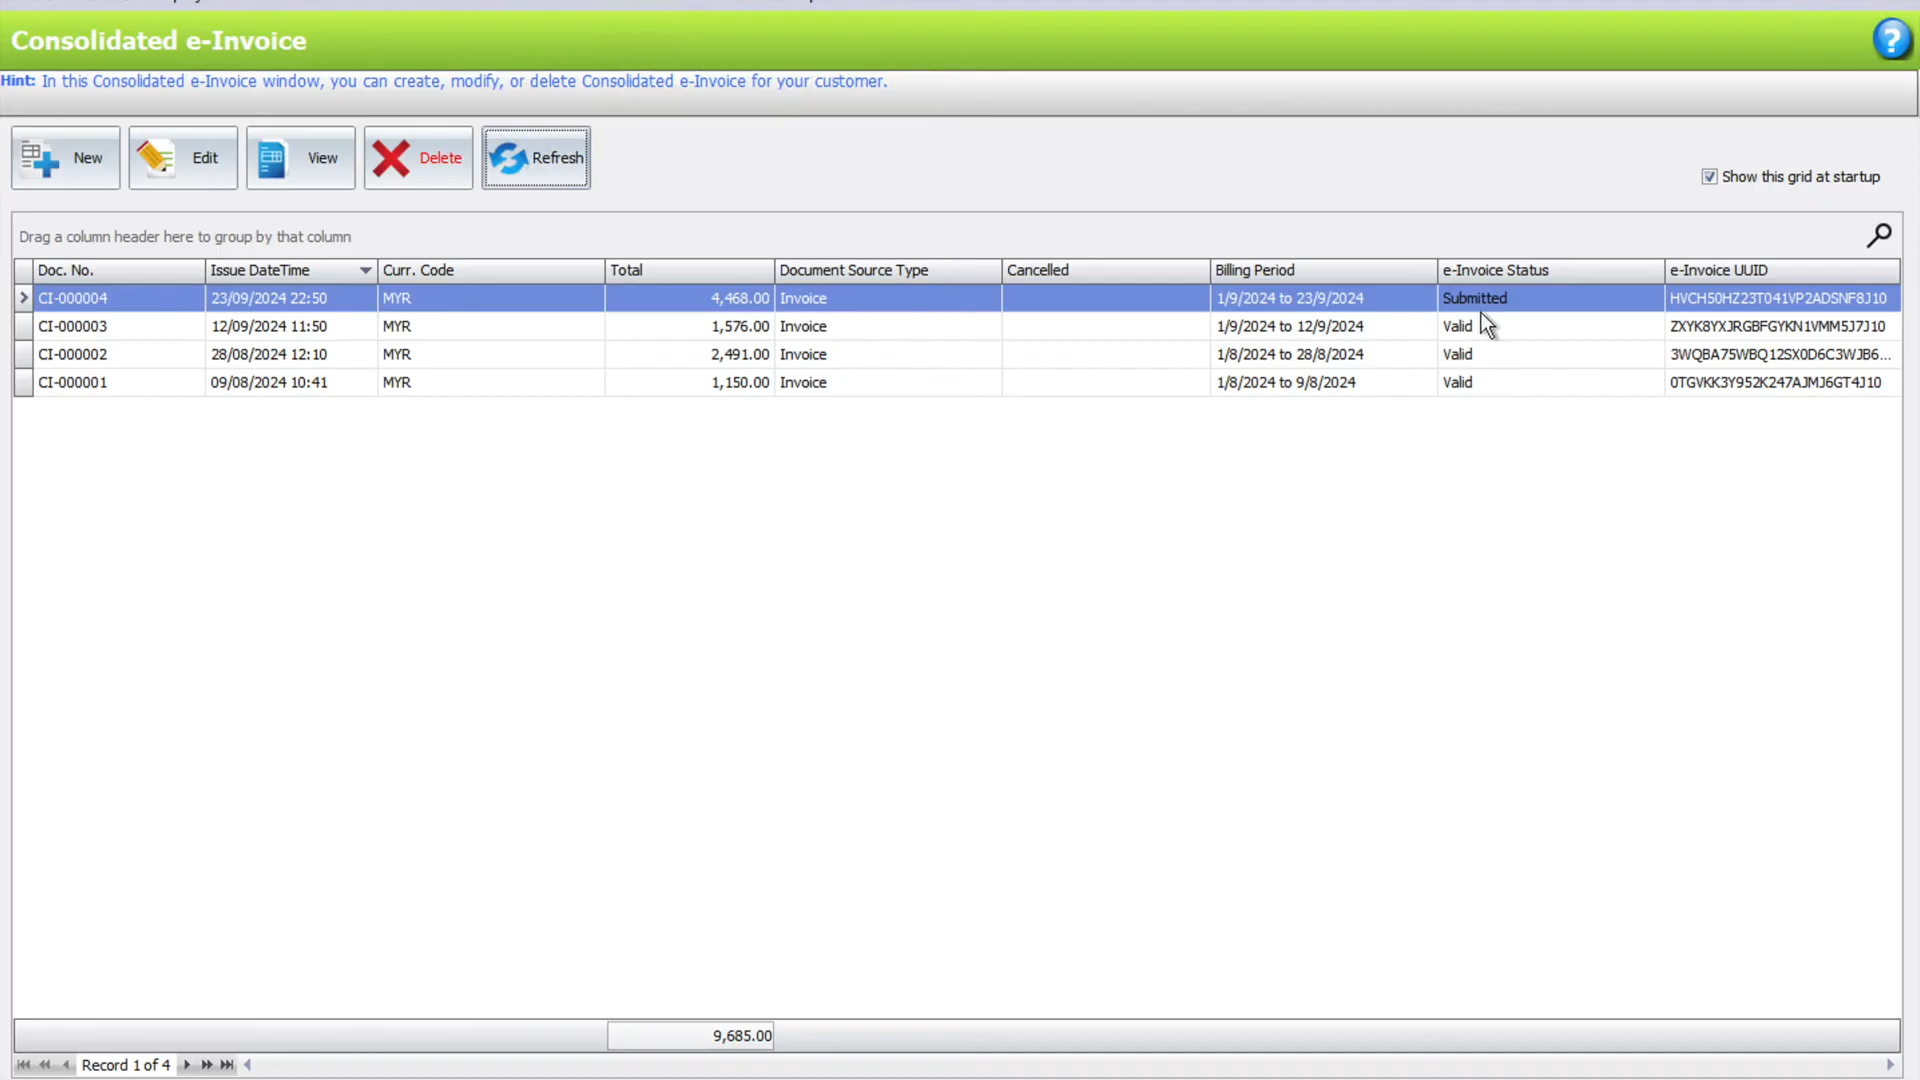 Consolidated e-Invoice
Hint: In this Consolidated e-Invoice window, you can create, modify, or delete Consolidated e-Invoice for your customer.
New Edit View Delete Refresh
Show this grid at startup
Drag a column header here to group by that column
Doc. No. Issue DateTime Curr. Code Total Document Source Type Cancelled Billing Period e-Invoice Status e-Invoice UUID
CI-000004 23/09/2024 22:50 MYR 4,468.00 Invoice 1/9/2024 to 23/9/2024 Submitted HVCH50HZ23T041VP2ADSNF8J10
CI-000003 12/09/2024 11:50 MYR 1,576.00 Invoice 1/9/2024 to 12/9/2024 Valid ZXYK8YXJRGBFGYKN1VMM5J7J10
CI-000002 28/08/2024 12:10 MYR 2,491.00 Invoice 1/8/2024 to 28/8/2024 Valid 3WQBA75WBQ12SX0D6C3WJB6...
CI-000001 09/08/2024 10:41 MYR 1,150.00 Invoice 1/8/2024 to 9/8/2024 Valid 0TGVKK3Y952K247AJMJ6GT4J10
9,685.00
Record 1 of 4